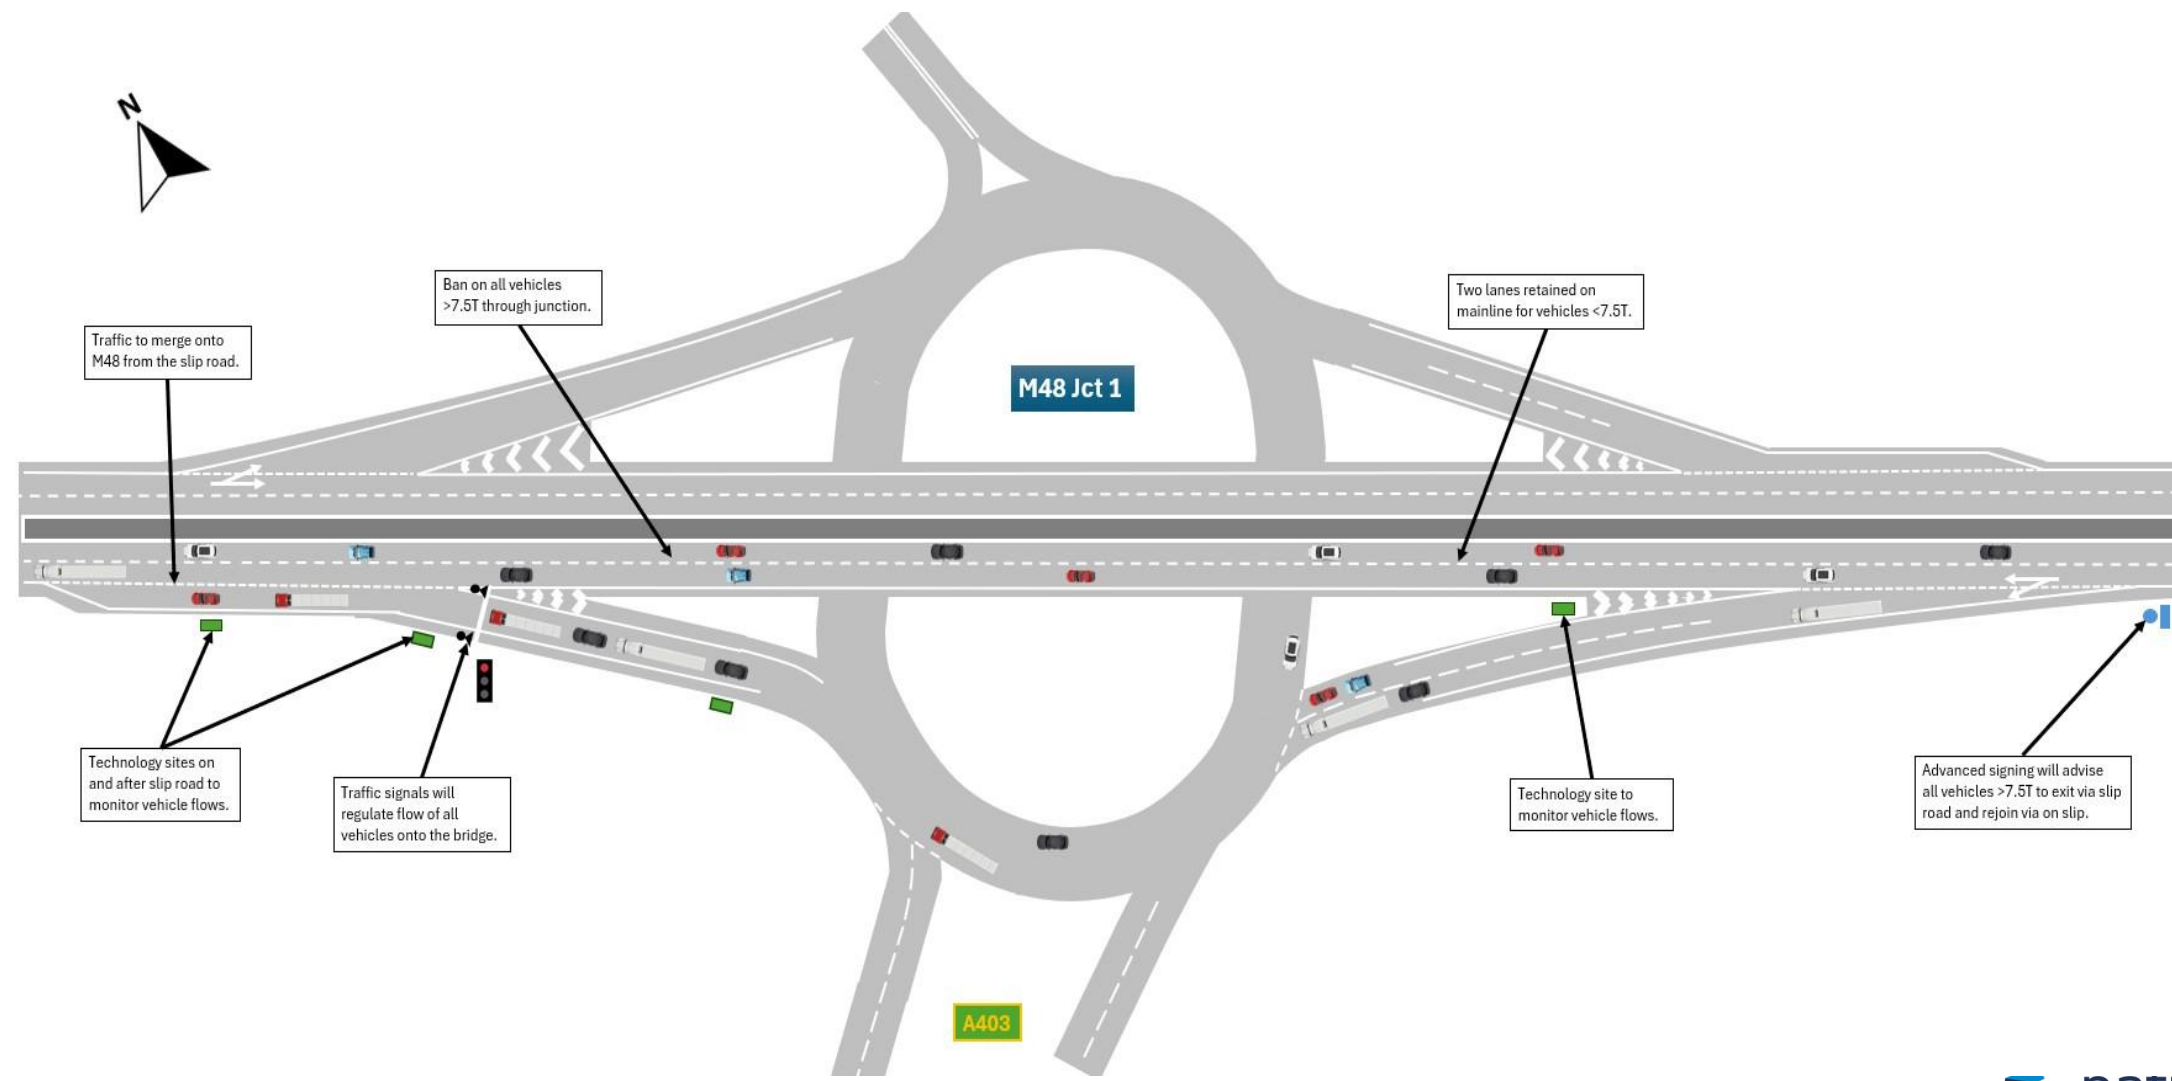 N
Ban on all vehicles
>7.5T through junction.
Two lanes retained on
mainline for vehicles <7.5T.
Traffic to merge onto
M48 from the slip road.
M48 Jct 1
Technology sites on
and after slip road to
monitor vehicle flows.
Traffic signals will
regulate flow of all
vehicles onto the bridge.
Technology site to
monitor vehicle flows.
Advanced signing will advise
all vehicles >7.5T to exit via slip
road and rejoin via on slip.
A403